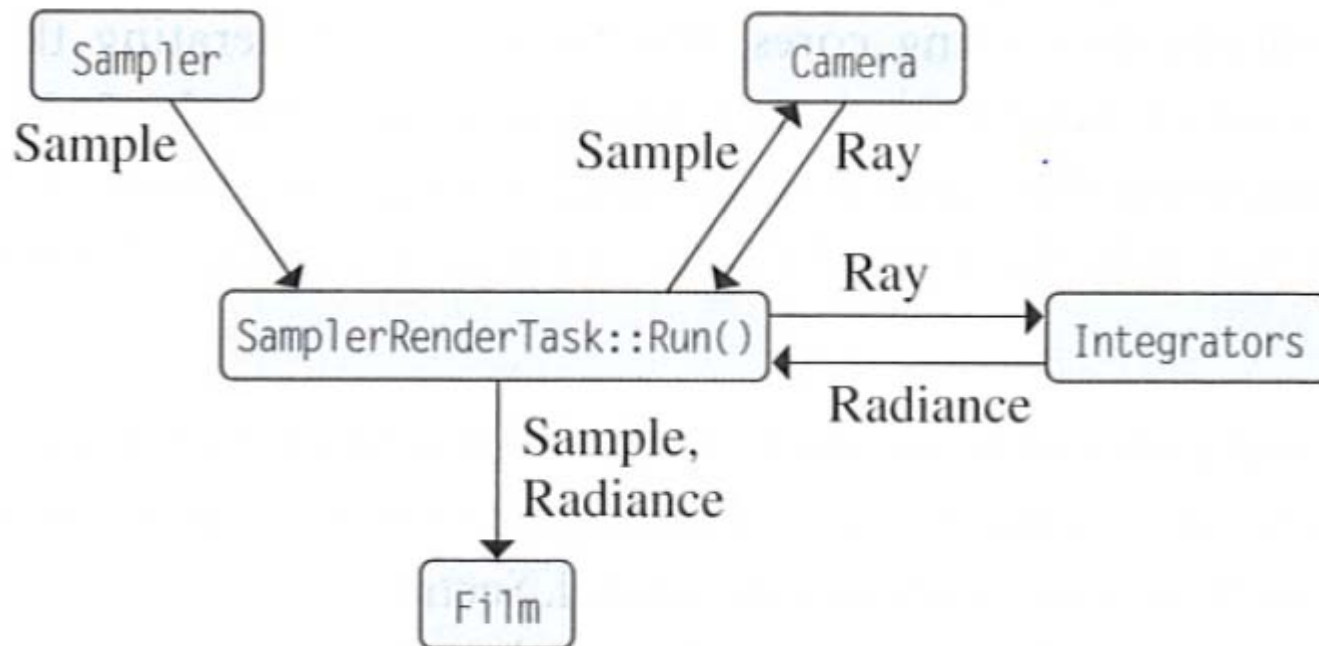 Sampler
Camera
Sample
Sample
Ray
Ray
SamplerRenderTask::Run()
Integrators
Radiance
Sample,
Radiance
Film